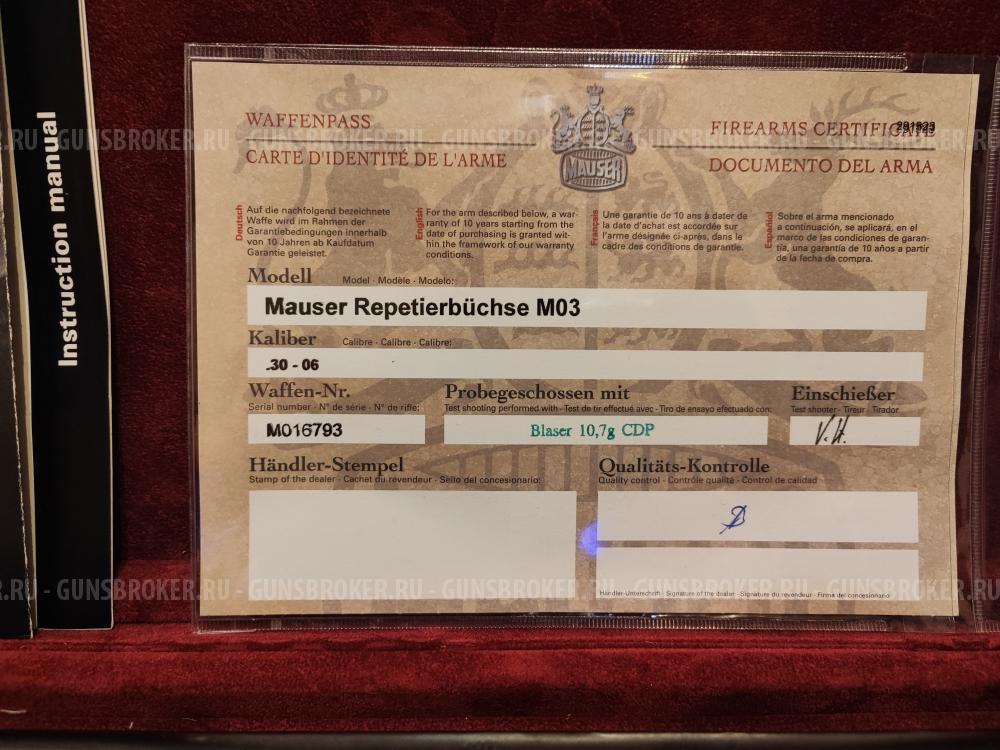 Instruction manual
WAFFENPASS
FIREARMS CERTIFICATE
CARTE D'IDENTITÉ DE L'ARME
DOCUMENTO DEL ARMA
MAUSER
Deutsch
Auf die nachfolgend bezeichnete
Waffe wird im Rahmen der
Garantiebedingungen innerhalb
von 10 Jahren ab Kaufdatum
Garantie geleistet.
English
For the arm described below, a war-
ranty of 10 years starting from the
date of purchasing is granted wit-
hin the framework of our warranty
conditions.
Français
Une garantie de 10 ans à dater de
la date d'achat est accordée sur
l'arme désignée ci-après, dans le
cadre des conditions de garantie.
Español
Sobre el arma mencionado
a continuación, se aplicará, en el
marco de las condiciones de garan-
tía, una garantía de 10 años a partir
de la fecha de compra.
Modell Model · Modèle · Modelo:
Mauser Repetierbüchse M03
Kaliber Calibre · Calibre · Calibre:
.30 - 06
Waffen-Nr.
Serial number · N° de série · N° de rifle:
M016793
Probegeschossen mit
Test shooting performed with · Test de tir effectué avec · Tiro de ensayo efectuado con:
Blaser 10,7g CDP
Einschießer
Test shooter · Tireur · Tirador
V.H.
Händler-Stempel
Stamp of the dealer · Cachet du revendeur · Sello del concesionario:
Qualitäts-Kontrolle
Quality control · Contrôle qualité · Control de calidad
Händler-Unterschrift · Signature of the dealer · Signature du revendeur · Firma del concesionario
.RU - GUNSBROKER.RU - GUNSBROKER.RU - GUNSBROKER.RU - GUNSBROKER.RU - GUNSBROKER.RU
.RU - GUNSBROKER.RU - GUNSBROKER.RU - GUNSBROKER.RU - GUNSBROKER.RU - GUNSBROKER.RU